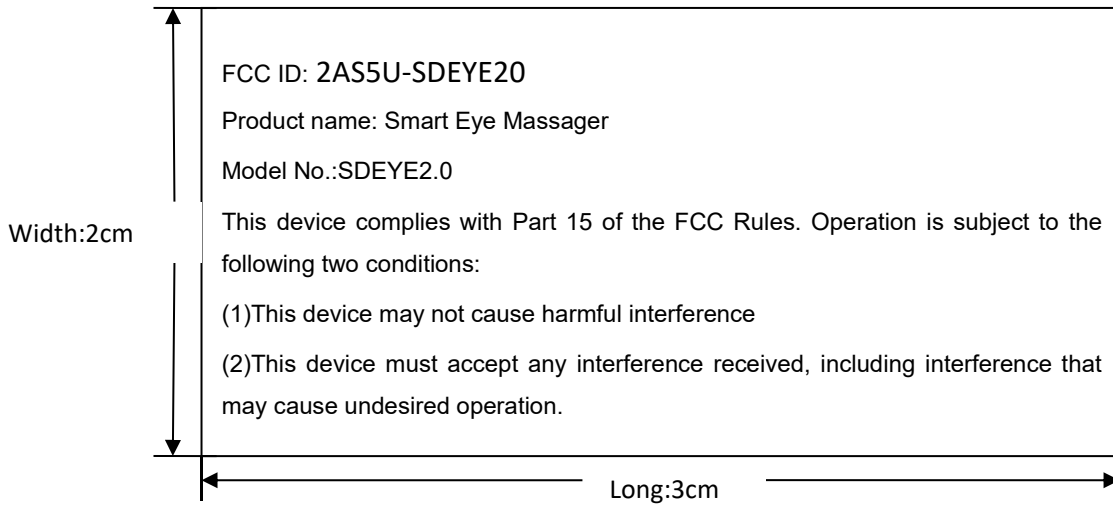 FCC ID: 2AS5U-SDEYE20
Product name: Smart Eye Massager
Model No.:SDEYE2.0
This device complies with Part 15 of the FCC Rules. Operation is subject to the
Width:2cm
following two conditions:
(1)This device may not cause harmful interference
(2)This device must accept any interference received, including interference that
may cause undesired operation.
Long:3cm